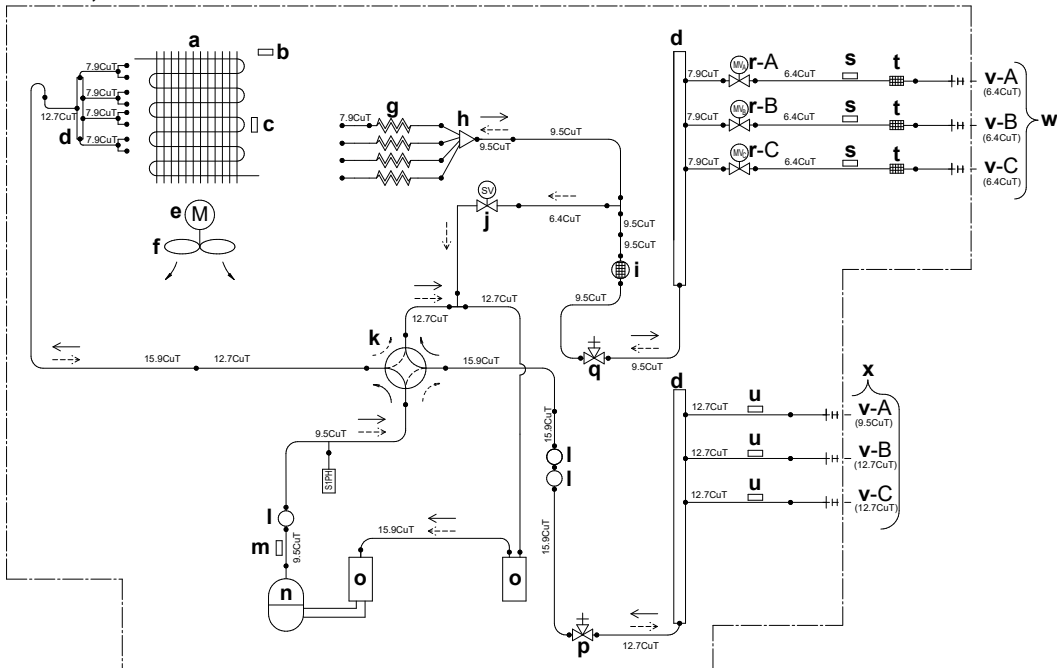 a
b
7.9CuT
7.9CuT
7.9CuT
7.9CuT
12.7CuT
d
c
e M
f
7.9CuT
g
h
9.5CuT
9.5CuT
SV
j
6.4CuT
9.5CuT
9.5CuT
i
9.5CuT
q
9.5CuT
d
7.9CuT
MVA
r-A
6.4CuT
s
t
v-A
(6.4CuT)
7.9CuT
MVB
r-B
6.4CuT
s
t
v-B
(6.4CuT)
7.9CuT
MVC
r-C
6.4CuT
s
t
v-C
(6.4CuT)
w
12.7CuT
12.7CuT
k
15.9CuT
12.7CuT
15.9CuT
9.5CuT
S1PH
l
m
9.5CuT
n
o
15.9CuT
o
15.9CuT
l
l
15.9CuT
p
12.7CuT
d
x
12.7CuT
u
v-A
(9.5CuT)
12.7CuT
u
v-B
(12.7CuT)
12.7CuT
u
v-C
(12.7CuT)